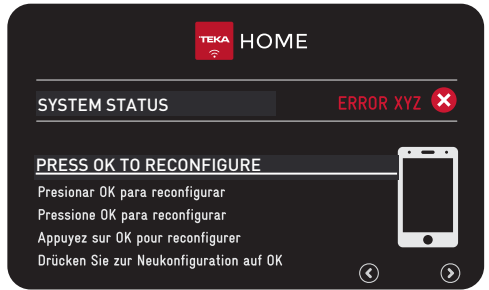 TEKA HOME
SYSTEM STATUS ERROR XYZ
PRESS OK TO RECONFIGURE
Presionar OK para reconfigurar
Pressione OK para reconfigurar
Appuyez sur OK pour reconfigurer
Drücken Sie zur Neukonfiguration auf OK